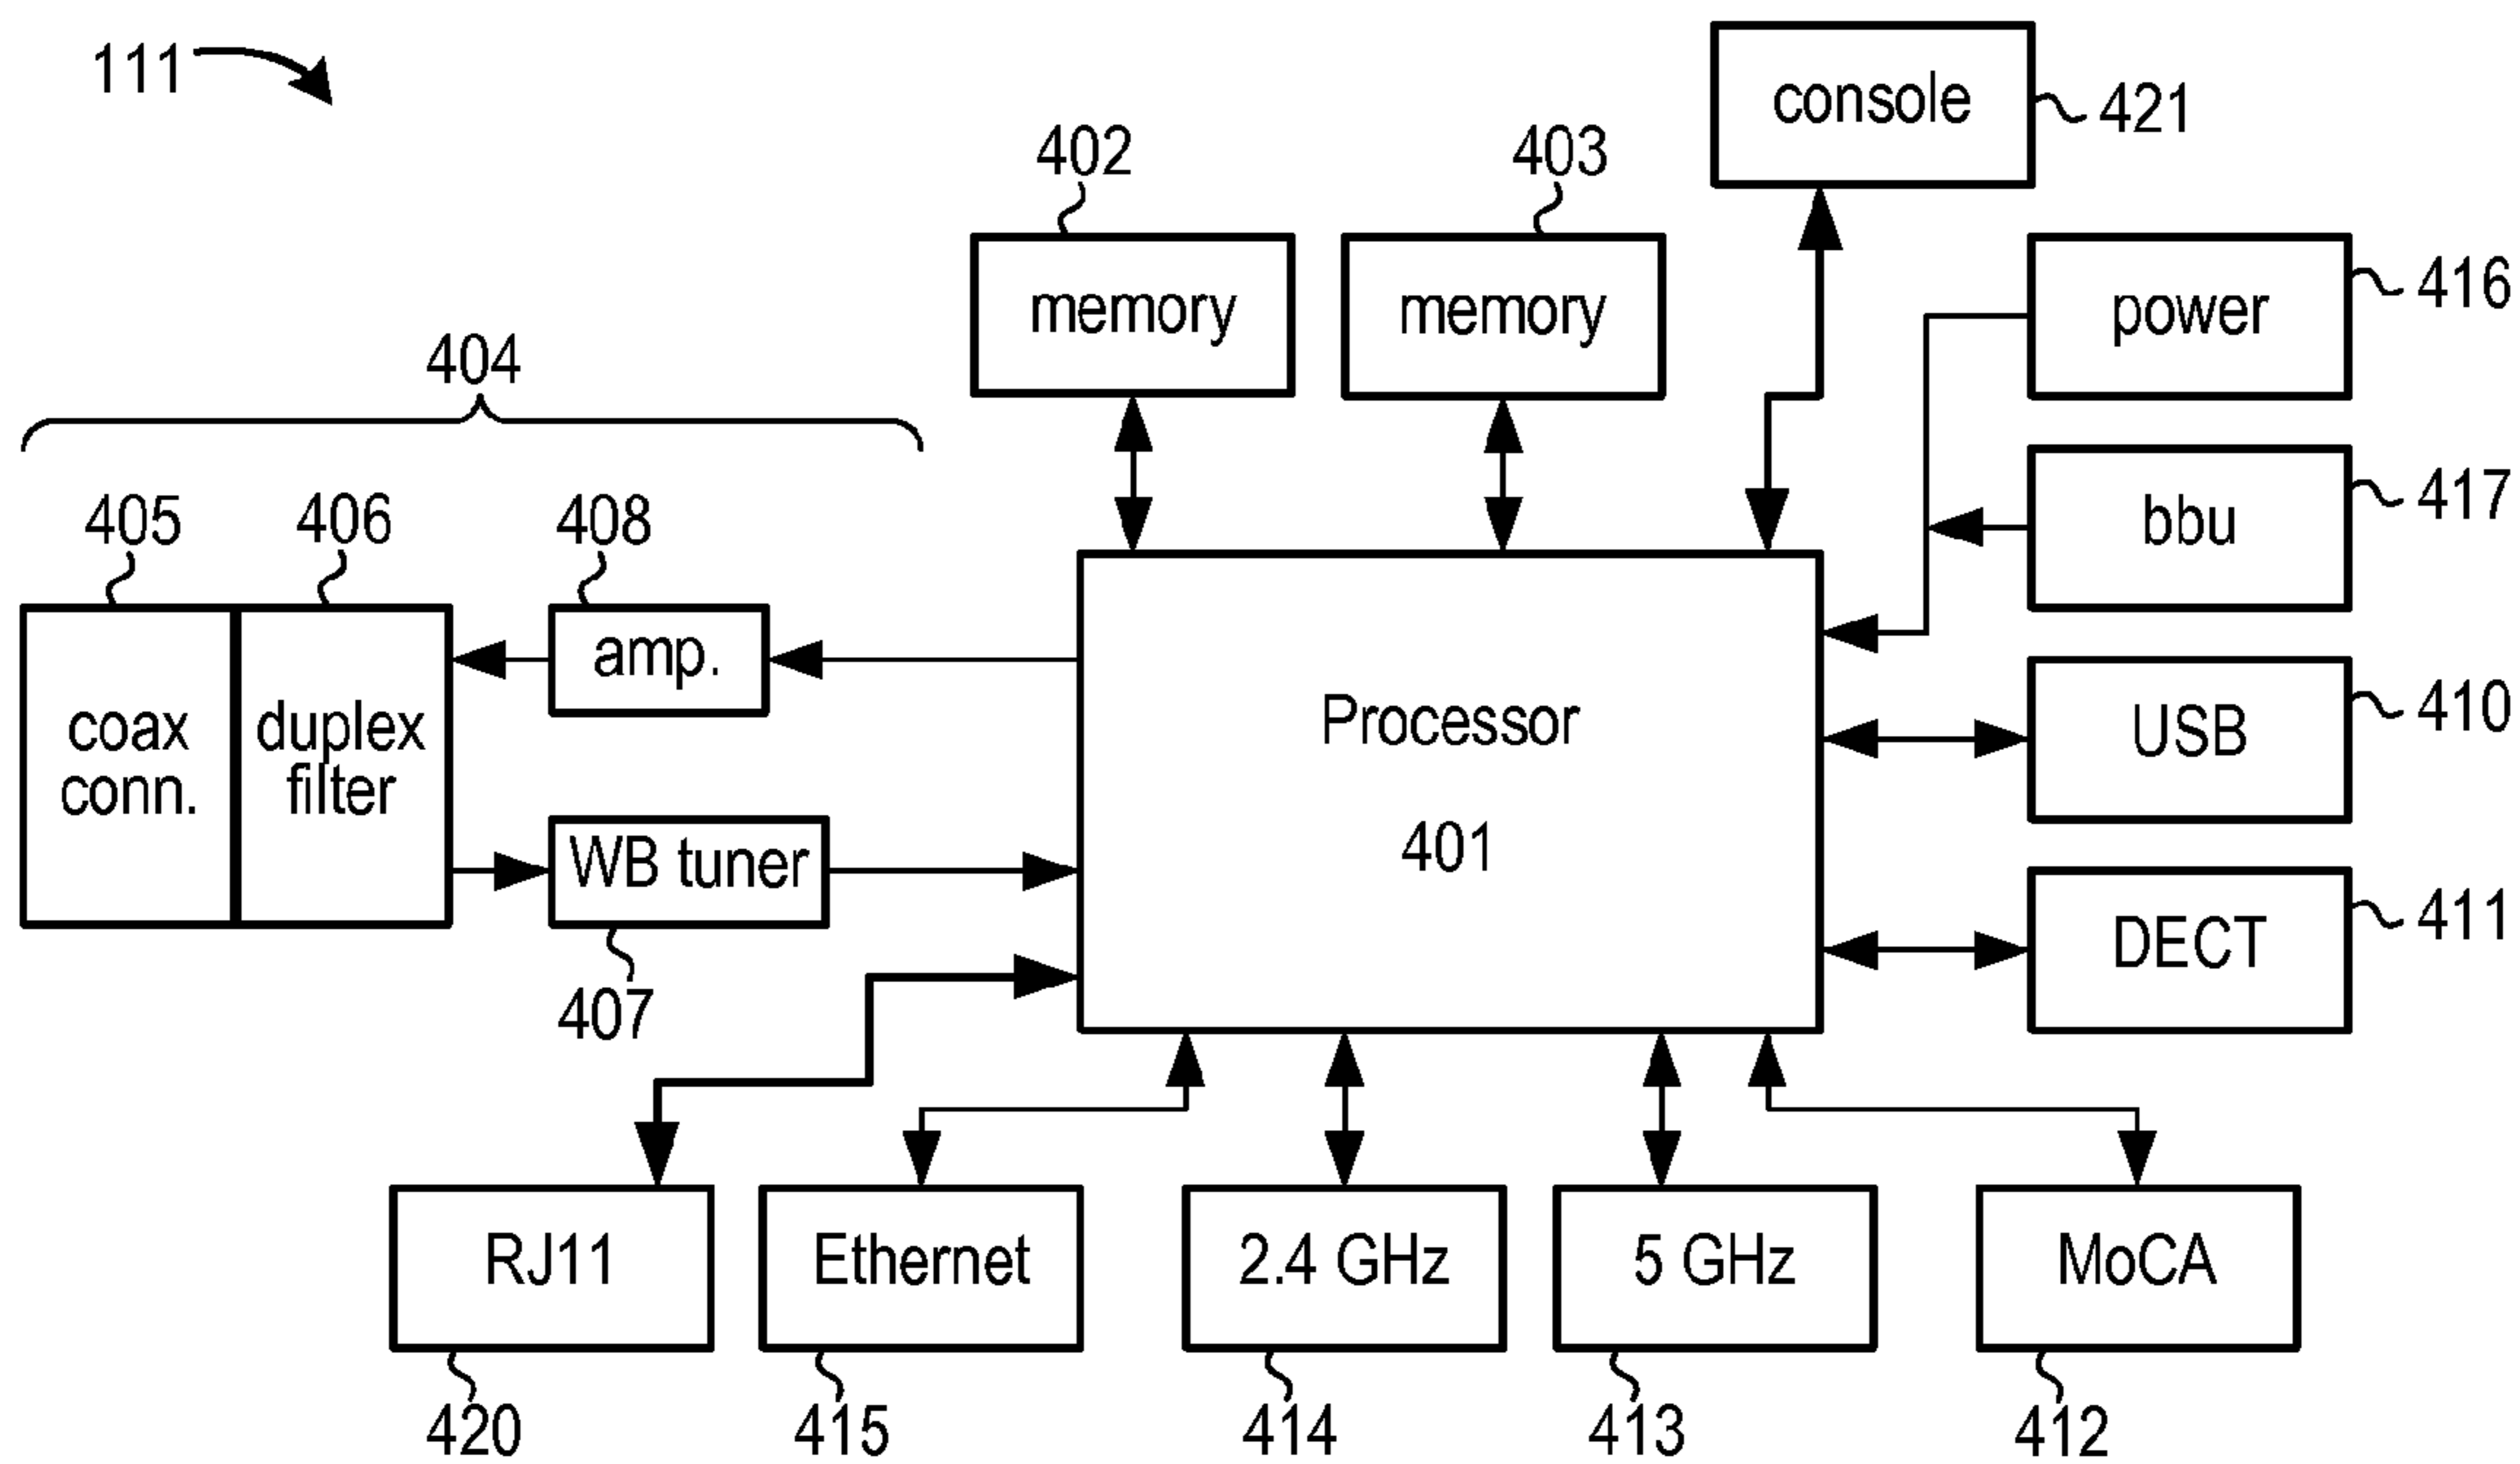 111
console
421
402
403
memory
memory
power
416
404
bbu
417
405
406
408
coax
conn.
duplex
filter
amp.
Processor
401
USB
410
WB tuner
407
DECT
411
RJ11
Ethernet
2.4 GHz
5 GHz
MoCA
420
415
414
413
412